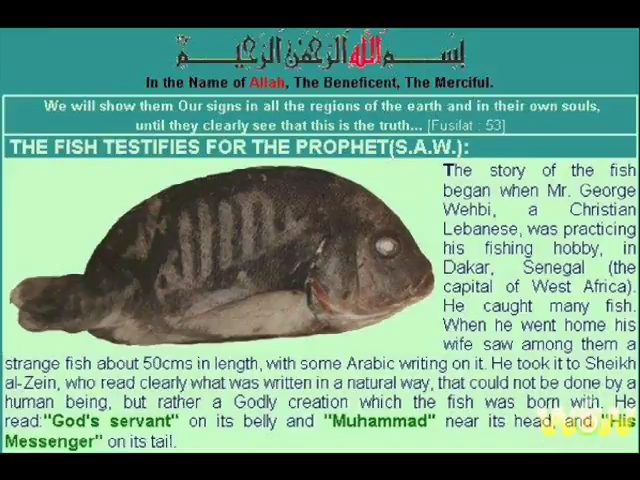 بسم الله الرحمن الرحيم
In the Name of Allah, The Beneficent, The Merciful.
We will show them Our signs in all the regions of the earth and in their own souls,
until they clearly see that this is the truth... [Fusilat : 53]
THE FISH TESTIFIES FOR THE PROPHET(S.A.W.):
The story of the fish
began when Mr. George
Wehbi, a Christian
Lebanese, was practicing
his fishing hobby, in
Dakar, Senegal (the
capital of West Africa).
He caught many fish.
When he went home his
wife saw among them a
strange fish about 50cms in length, with some Arabic writing on it. He took it to Sheikh
al-Zein, who read clearly what was written in a natural way, that could not be done by a
human being, but rather a Godly creation which the fish was born with. He
read:"God's servant" on its belly and "Muhammad" near its head, and "His
Messenger" on its tail.